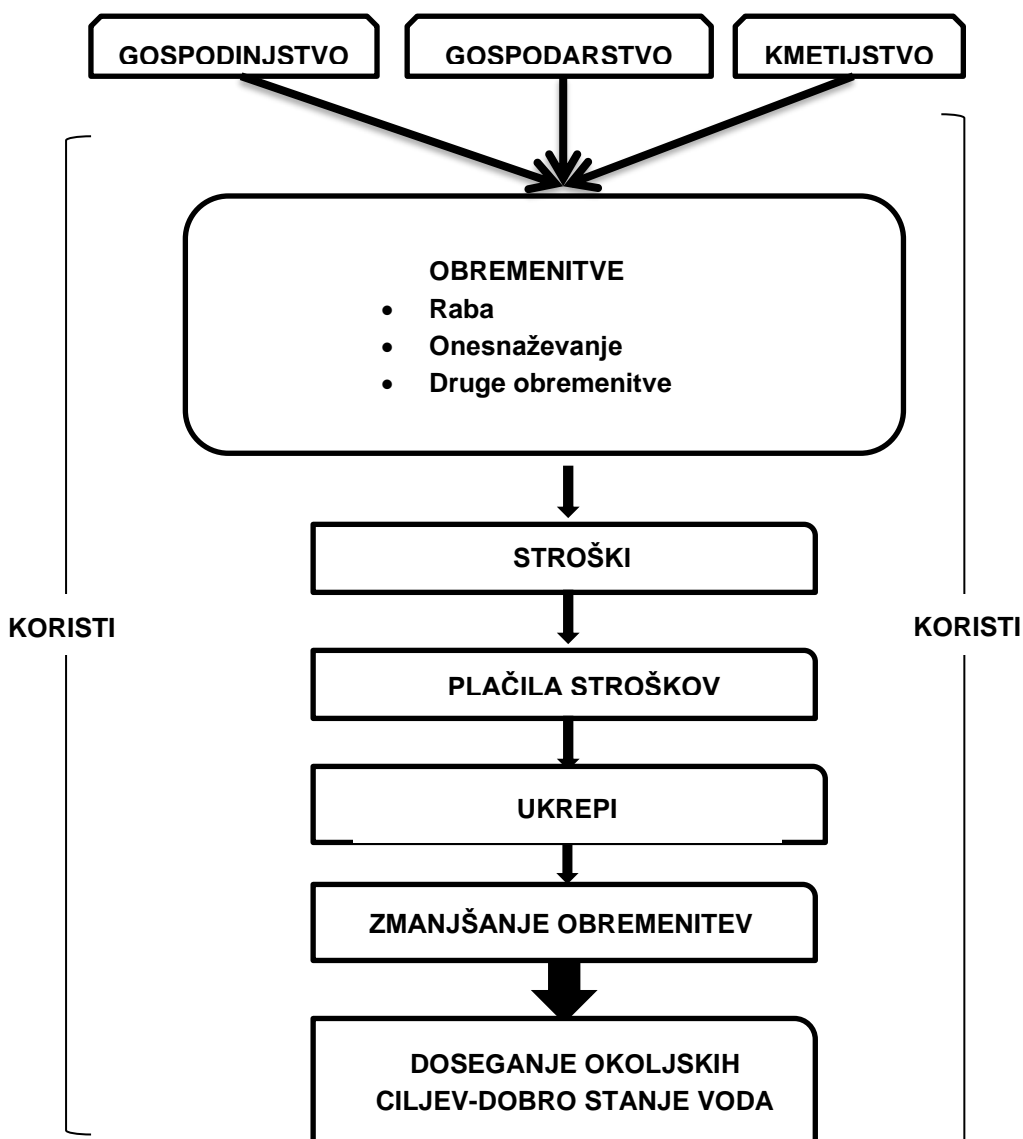 GOSPODINJSTVO
GOSPODARSTVO
KMETIJSTVO
OBREMENITVE
• Raba
• Onesnaževanje
• Druge obremenitve
STROŠKI
KORISTI
KORISTI
PLAČILA STROŠKOV
UKREPI
ZMANJŠANJE OBREMENITEV
DOSEGANJE OKOLJSKIH
CILJEV-DOBRO STANJE VODA